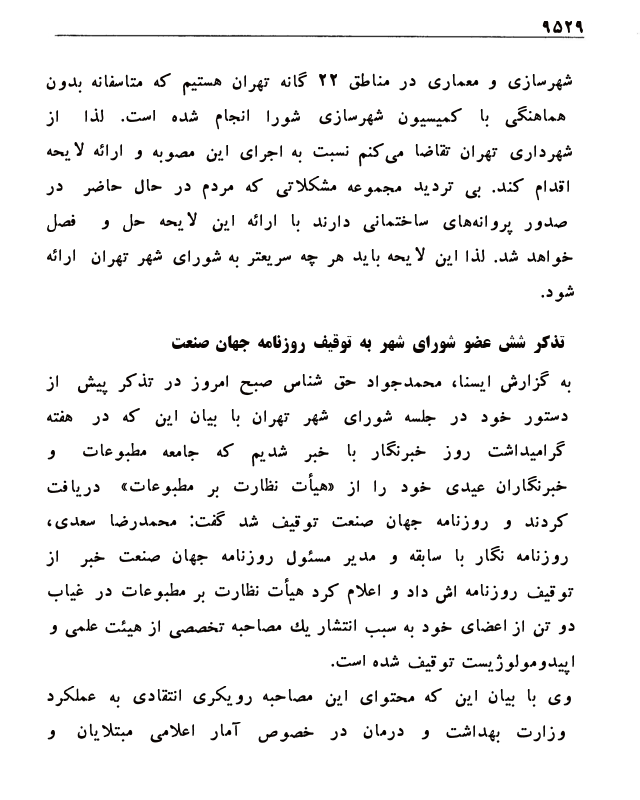 ۹۵۲۹
شهرسازی و معماری در مناطق ۲۲ گانه تهران هستیم که متاسفانه بدون
هماهنگی با کمیسیون شهرسازی شورا انجام شده است. لذا از
شهرداری تهران تقاضا می‌کنم نسبت به اجرای این مصوبه و ارائه لایحه
اقدام کند. بی تردید مجموعه مشکلاتی که مردم در حال حاضر در
صدور پروانه‌های ساختمانی دارند با ارائه این لایحه حل و فصل
خواهد شد. لذا این لایحه باید هر چه سریعتر به شورای شهر تهران ارائه
شود.
تذکر شش عضو شورای شهر به توقیف روزنامه جهان صنعت
به گزارش ایسنا، محمدجواد حق شناس صبح امروز در تذکر پیش از
دستور خود در جلسه شورای شهر تهران با بیان این که در هفته
گرامیداشت روز خبرنگار با خبر شدیم که جامعه مطبوعات و
خبرنگاران عیدی خود را از «هیأت نظارت بر مطبوعات» دریافت
کردند و روزنامه جهان صنعت توقیف شد گفت: محمدرضا سعدی،
روزنامه نگار با سابقه و مدیر مسئول روزنامه جهان صنعت خبر از
توقیف روزنامه اش داد و اعلام کرد هیأت نظارت بر مطبوعات در غیاب
دو تن از اعضای خود به سبب انتشار یك مصاحبه تخصصی از هیئت علمی و
اپیدومولوژیست توقیف شده است.
وی با بیان این که محتوای این مصاحبه رویکری انتقادی به عملکرد
وزارت بهداشت و درمان در خصوص آمار اعلامی مبتلایان و